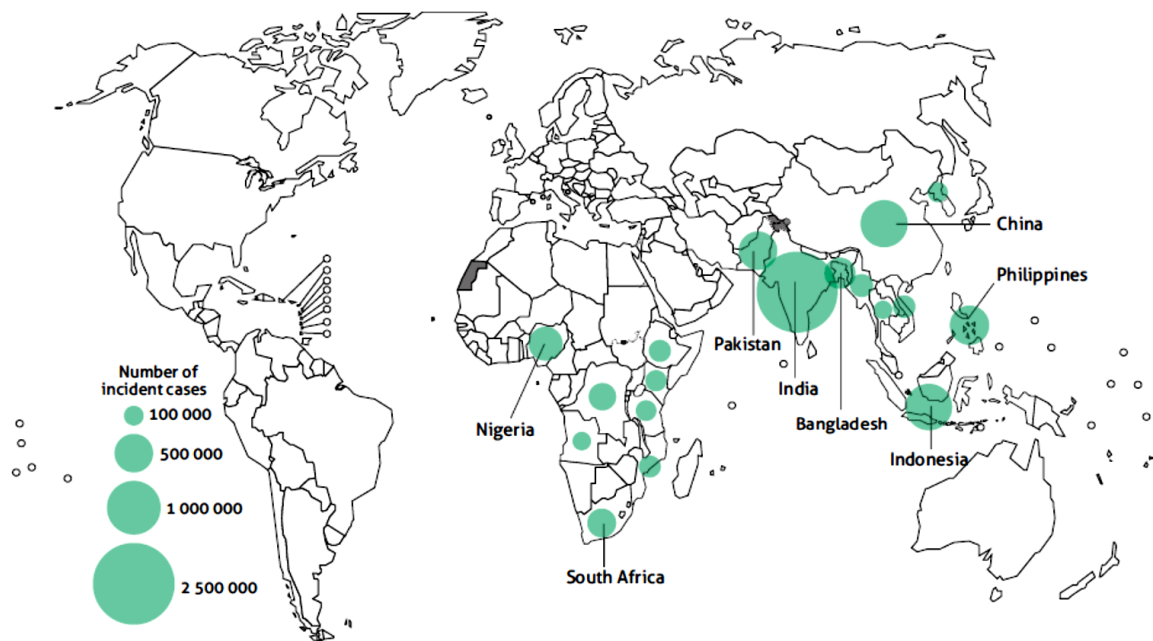 China
Philippines
Pakistan
India
Nigeria
Bangladesh
Indonesia
South Africa
Number of
incident cases
100 000
500 000
1 000 000
2 500 000